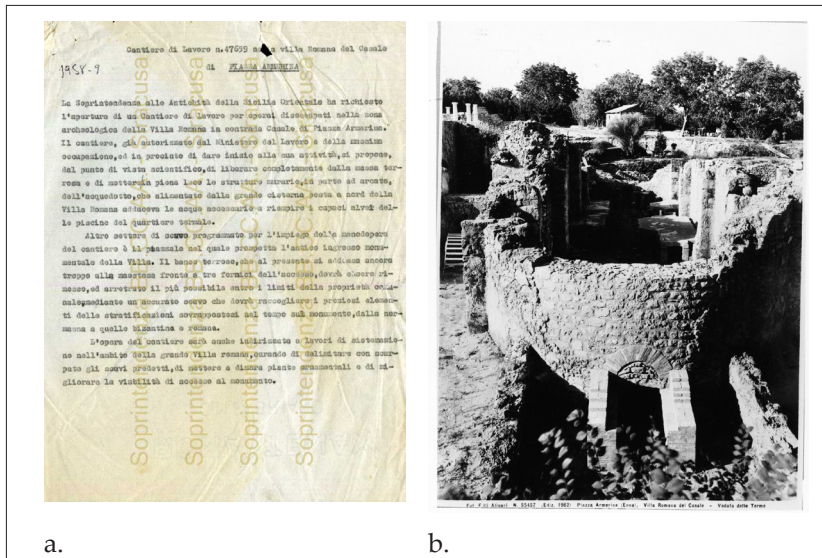 Cantiere di Lavoro n.47659 villa Romana del Casale
di PIAZZA ARMERINA
1958-9
La Soprintendenza alle Antichità della Sicilia Orientale ha richiesto
l'apertura di un Cantiere di Lavoro per operai disoccupati nella zona
archeologica della Villa Romana in contrada Casale di Piazza Armerina.
Il cantiere, già autorizzato dal Ministero del Lavoro e della massima
occupazione, ed in procinto di dare inizio alla sua attività, si propone,
dal punto di vista scientifico, di liberare completamente dalla massa ter-
rosa e di mettere in piena luce le strutture murarie, in parte ad arcate,
dell'acquedotto, che alimentato dalla grande cisterna posta a nord della
Villa Romana adduceva le acque necessarie a riempire i capaci alvei del-
le piscine del quartiere termale.
Altro settore di scavo programmato per l'impiego della manodopera
del cantiere è il piazzale nel quale prospetta l'antico ingresso monu-
mentale della Villa. Il banco terroso, che al presente si addossa ancora
troppo alla maestosa fronte a tre fornici dell'accesso, dovrà essere ri-
mosso, ed arretrato il più possibile entro i limiti della proprietà dema-
niale, mediante un accurato scavo che dovrà raccogliere i preziosi elemen-
ti delle stratificazioni sovrappostesi nel tempo sul monumento, dalla nor-
manna a quella bizantina e romana.
L'opera del cantiere sarà anche indirizzata a lavori di sistemazio-
ne nell'ambito della grande Villa romana, curando di delimitare con scar-
pate gli scavi predetti, di mettere a dimora piante ornamentali e di mi-
gliorare la viabilità di accesso al monumento.
a.
Fot. F.lli Alinari N. 55457 (Ediz. 1962) Piazza Armerina (Enna). Villa Romana del Casale - Veduta delle Terme
b.